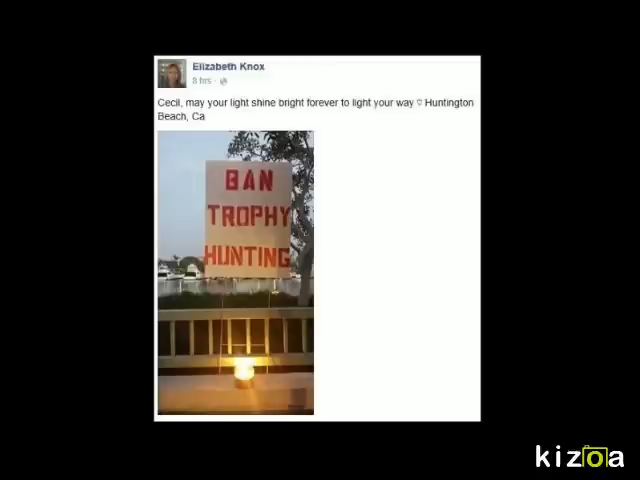 Elizabeth Knox
8 hrs ·
Cecil, may your light shine bright forever to light your way ♡ Huntington
Beach, Ca
BAN
TROPHY
HUNTING
kizoa